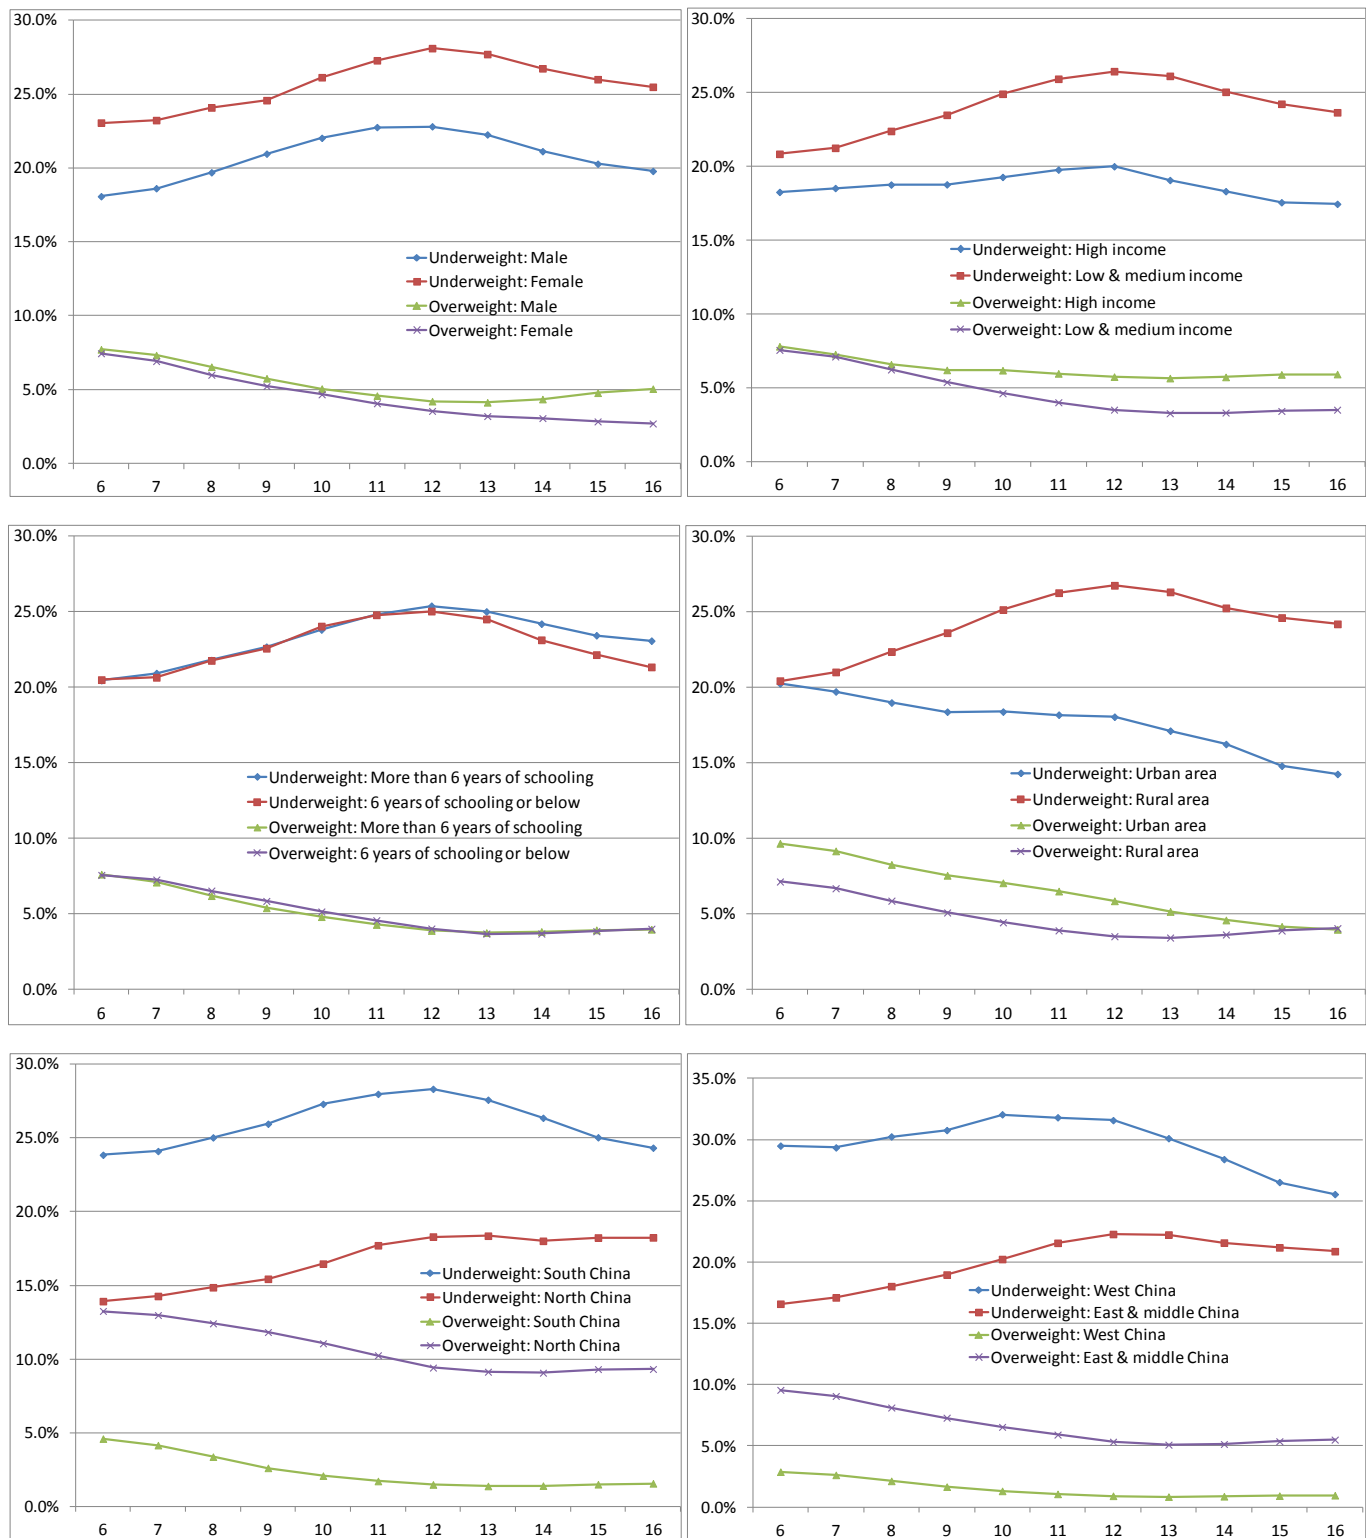 30.0%
25.0%
20.0%
15.0%
10.0%
5.0%
0.0%
Underweight: Male
Underweight: Female
Overweight: Male
Overweight: Female
6 7 8 9 10 11 12 13 14 15 16
30.0%
25.0%
20.0%
15.0%
10.0%
5.0%
0.0%
Underweight: High income
Underweight: Low & medium income
Overweight: High income
Overweight: Low & medium income
6 7 8 9 10 11 12 13 14 15 16
30.0%
25.0%
20.0%
15.0%
10.0%
5.0%
0.0%
Underweight: More than 6 years of schooling
Underweight: 6 years of schooling or below
Overweight: More than 6 years of schooling
Overweight: 6 years of schooling or below
6 7 8 9 10 11 12 13 14 15 16
30.0%
25.0%
20.0%
15.0%
10.0%
5.0%
0.0%
Underweight: Urban area
Underweight: Rural area
Overweight: Urban area
Overweight: Rural area
6 7 8 9 10 11 12 13 14 15 16
30.0%
25.0%
20.0%
15.0%
10.0%
5.0%
0.0%
Underweight: South China
Underweight: North China
Overweight: South China
Overweight: North China
6 7 8 9 10 11 12 13 14 15 16
35.0%
30.0%
25.0%
20.0%
15.0%
10.0%
5.0%
0.0%
Underweight: West China
Underweight: East & middle China
Overweight: West China
Overweight: East & middle China
6 7 8 9 10 11 12 13 14 15 16